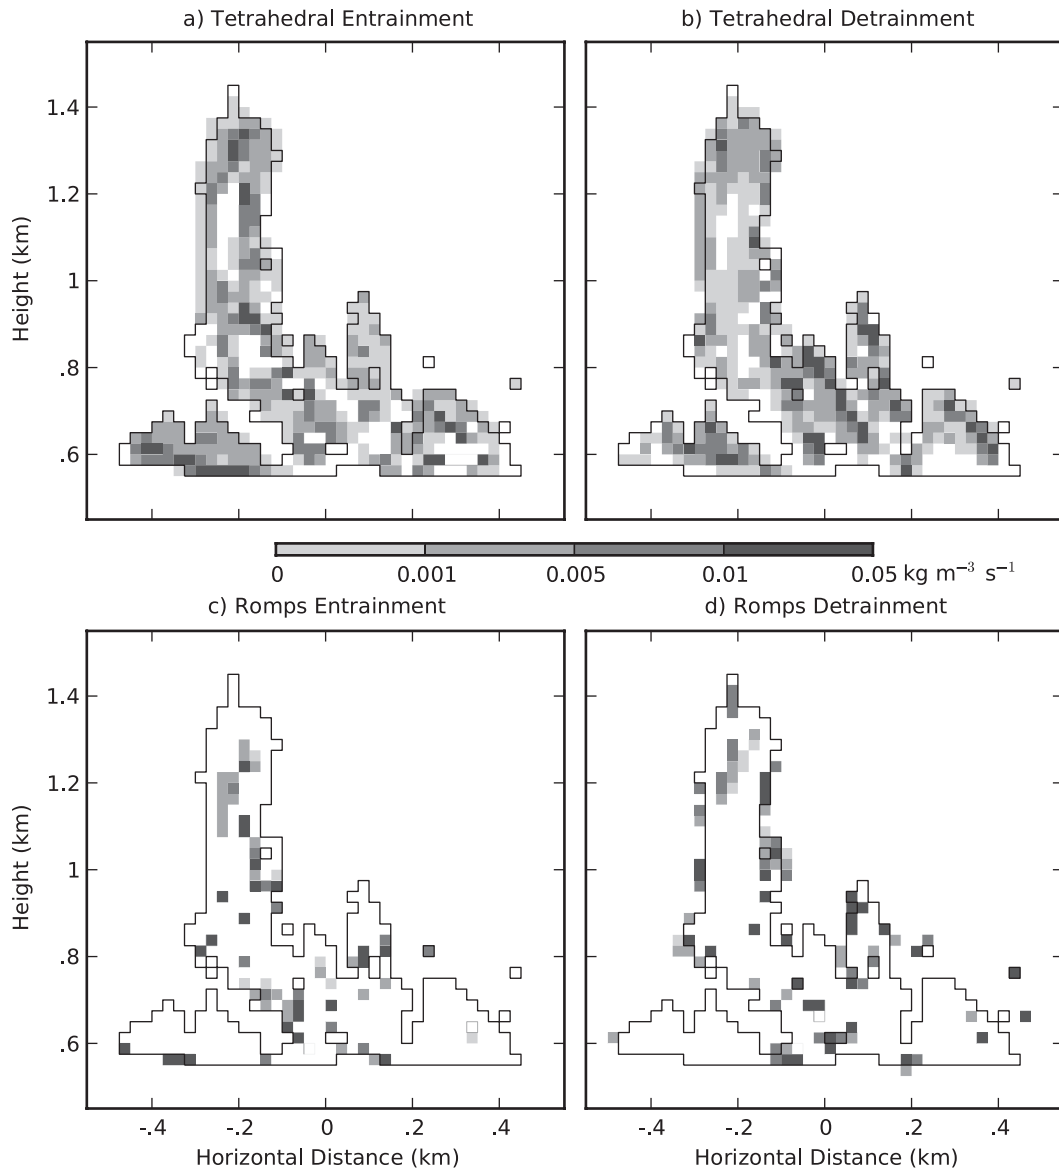 a) Tetrahedral Entrainment
b) Tetrahedral Detrainment
1.4
1.2
1
.8
.6
Height (km)
0
0.001
0.005
0.01
0.05 kg m⁻³ s⁻¹
c) Romps Entrainment
d) Romps Detrainment
1.4
1.2
1
.8
.6
Height (km)
-.4
-.2
0
.2
.4
-.4
-.2
0
.2
.4
Horizontal Distance (km)
Horizontal Distance (km)